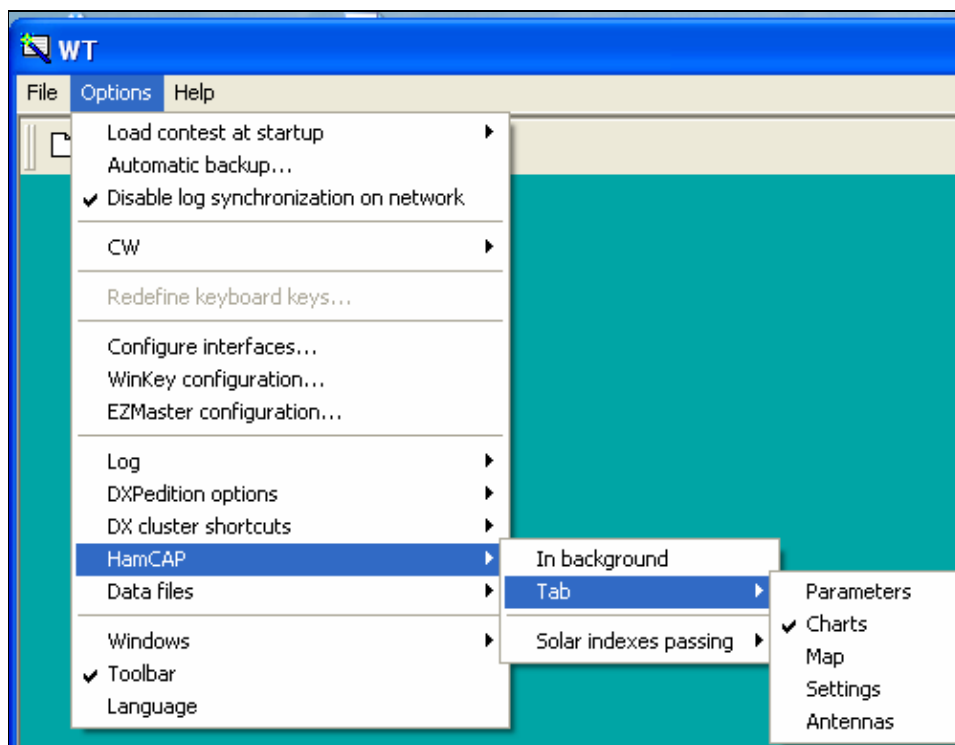 WT
File Options Help
Load contest at startup
Automatic backup...
Disable log synchronization on network
CW
Redefine keyboard keys...
Configure interfaces...
WinKey configuration...
EZMaster configuration...
Log
DXPedition options
DX cluster shortcuts
HamCAP
Data files
Windows
Toolbar
Language
In background
Tab
Solar indexes passing
Parameters
Charts
Map
Settings
Antennas